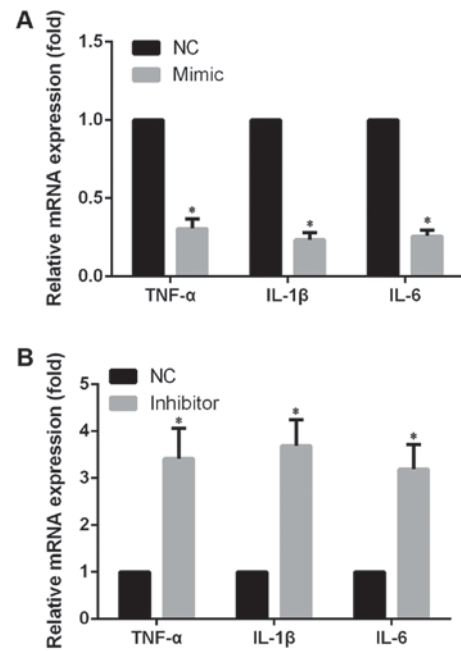 A
Relative mRNA expression (fold)
1.5
1.0
0.5
0.0
NC
Mimic
*
*
*
TNF-α
IL-1β
IL-6
B
Relative mRNA expression (fold)
5
4
3
2
1
0
NC
Inhibitor
*
*
*
TNF-α
IL-1β
IL-6